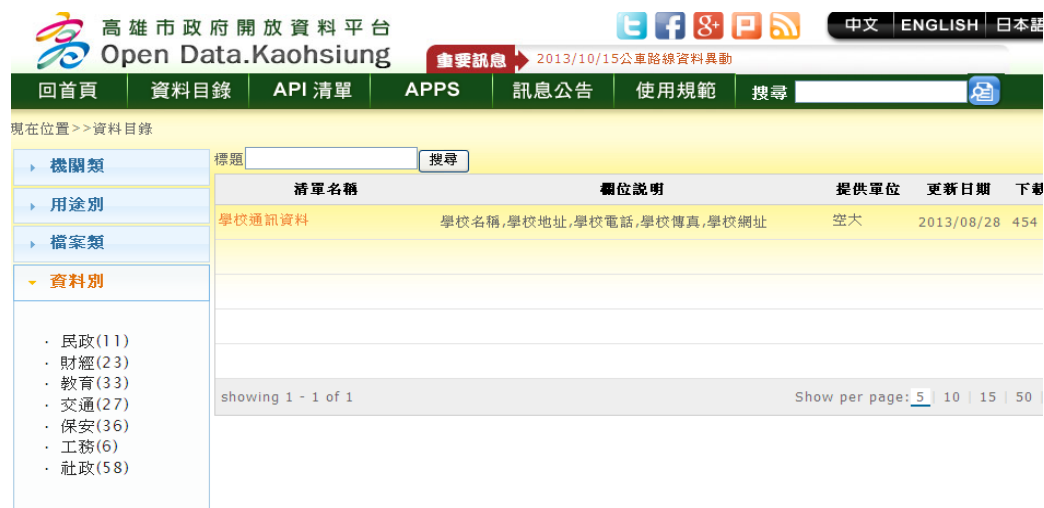 高雄市政府開放資料平台
Open Data.Kaohsiung
中文 ENGLISH 日本語
重要訊息 2013/10/15公車路線資料異動
回首頁 資料目錄 API 清單 APPS 訊息公告 使用規範 搜尋
現在位置>>資料目錄
機關類
用途別
檔案類
資料別
· 民政(11)
· 財經(23)
· 教育(33)
· 交通(27)
· 保安(36)
· 工務(6)
· 社政(58)
標題 搜尋
清單名稱 欄位說明 提供單位 更新日期 下載
學校通訊資料 學校名稱,學校地址,學校電話,學校傳真,學校網址 空大 2013/08/28 454
showing 1 - 1 of 1 Show per page: 5 | 10 | 15 | 50 |